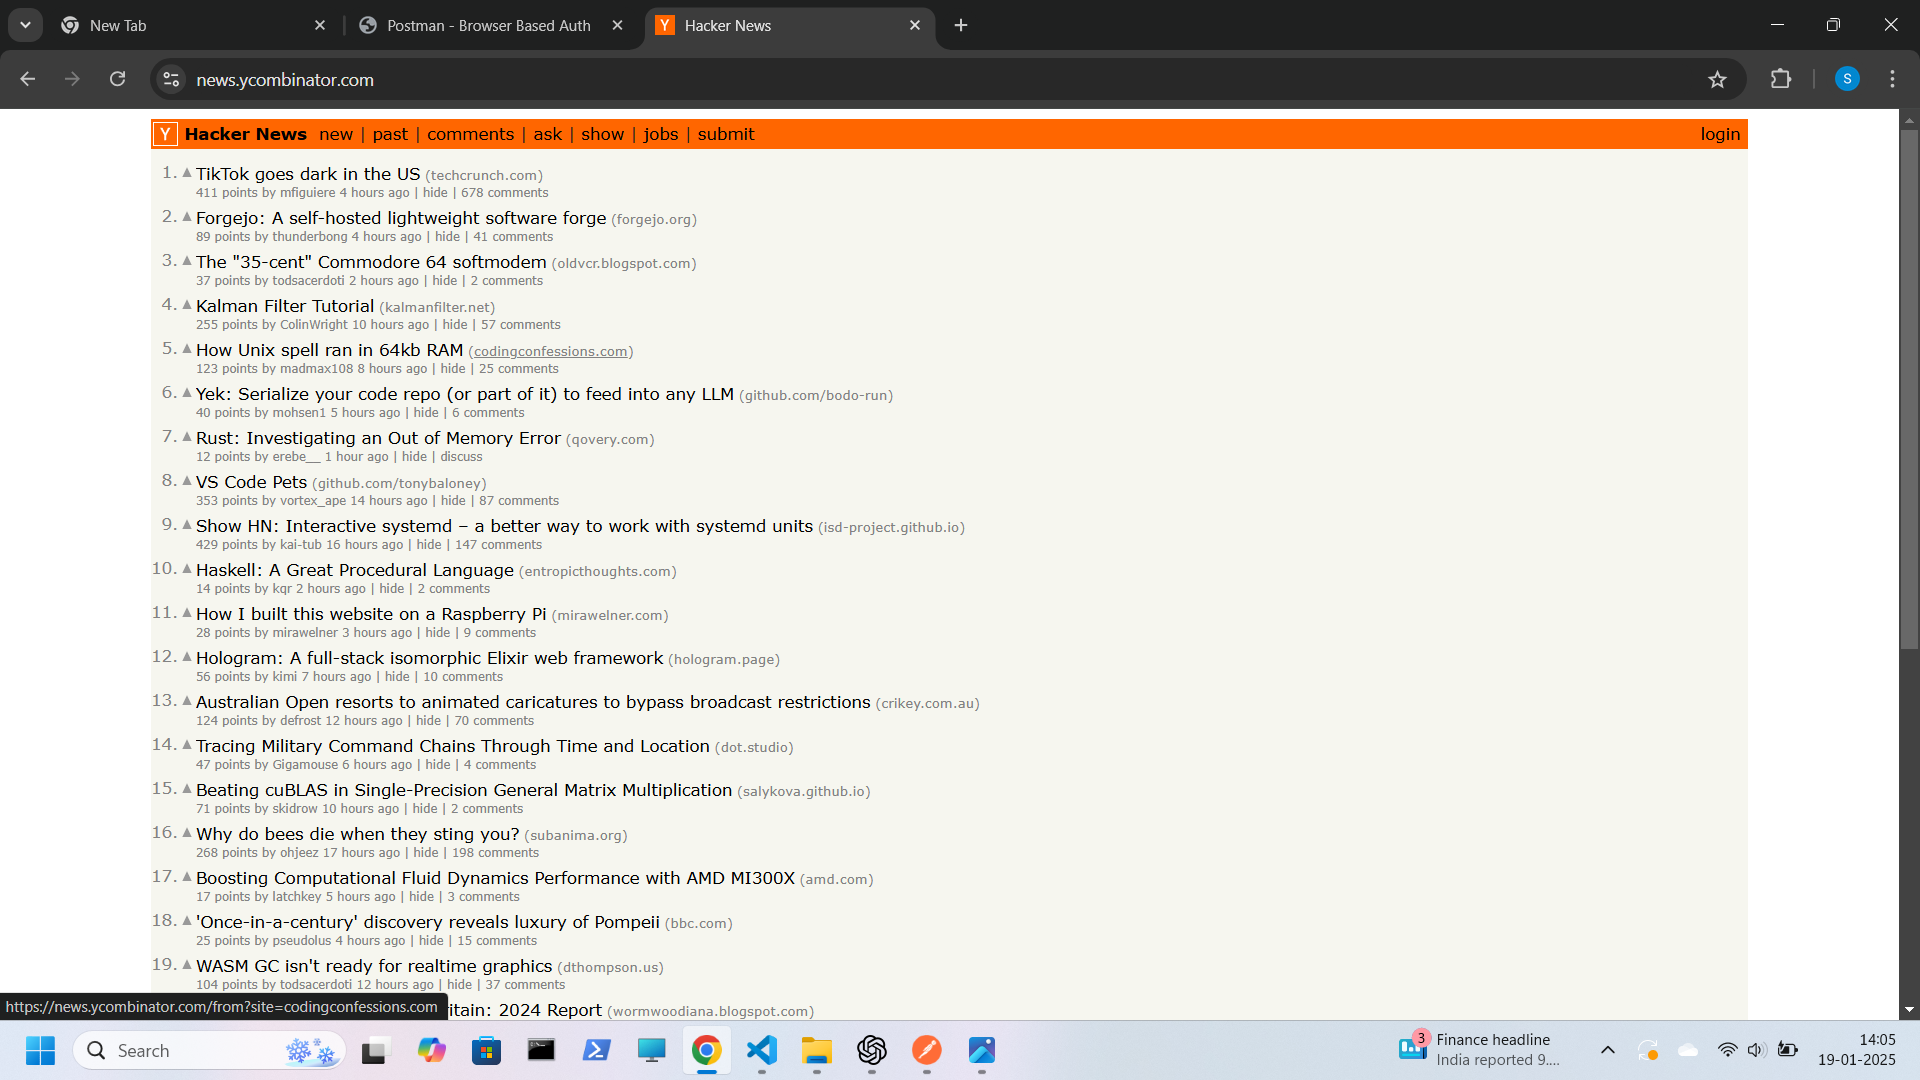 New Tab
Postman - Browser Based Auth
Y Hacker News
news.ycombinator.com
S
Y Hacker News new | past | comments | ask | show | jobs | submit
login
1. TikTok goes dark in the US (techcrunch.com)
411 points by mfiguiere 4 hours ago | hide | 678 comments
2. Forgejo: A self-hosted lightweight software forge (forgejo.org)
89 points by thunderbong 4 hours ago | hide | 41 comments
3. The "35-cent" Commodore 64 softmodem (oldvcr.blogspot.com)
37 points by todsacerdoti 2 hours ago | hide | 2 comments
4. Kalman Filter Tutorial (kalmanfilter.net)
255 points by ColinWright 10 hours ago | hide | 57 comments
5. How Unix spell ran in 64kb RAM (codingconfessions.com)
123 points by madmax108 8 hours ago | hide | 25 comments
6. Yek: Serialize your code repo (or part of it) to feed into any LLM (github.com/bodo-run)
40 points by mohsen1 5 hours ago | hide | 6 comments
7. Rust: Investigating an Out of Memory Error (qovery.com)
12 points by erebe__ 1 hour ago | hide | discuss
8. VS Code Pets (github.com/tonybaloney)
353 points by vortex_ape 14 hours ago | hide | 87 comments
9. Show HN: Interactive systemd – a better way to work with systemd units (isd-project.github.io)
429 points by kai-tub 16 hours ago | hide | 147 comments
10. Haskell: A Great Procedural Language (entropicthoughts.com)
14 points by kqr 2 hours ago | hide | 2 comments
11. How I built this website on a Raspberry Pi (mirawelner.com)
28 points by mirawelner 3 hours ago | hide | 9 comments
12. Hologram: A full-stack isomorphic Elixir web framework (hologram.page)
56 points by kimi 7 hours ago | hide | 10 comments
13. Australian Open resorts to animated caricatures to bypass broadcast restrictions (crikey.com.au)
124 points by defrost 12 hours ago | hide | 70 comments
14. Tracing Military Command Chains Through Time and Location (dot.studio)
47 points by Gigamouse 6 hours ago | hide | 4 comments
15. Beating cuBLAS in Single-Precision General Matrix Multiplication (salykova.github.io)
71 points by skidrow 10 hours ago | hide | 2 comments
16. Why do bees die when they sting you? (subanima.org)
268 points by ohjeez 17 hours ago | hide | 198 comments
17. Boosting Computational Fluid Dynamics Performance with AMD MI300X (amd.com)
17 points by latchkey 5 hours ago | hide | 3 comments
18. 'Once-in-a-century' discovery reveals luxury of Pompeii (bbc.com)
25 points by pseudolus 4 hours ago | hide | 15 comments
19. WASM GC isn't ready for realtime graphics (dthompson.us)
104 points by todsacerdoti 12 hours ago | hide | 37 comments
https://news.ycombinator.com/from?site=codingconfessions.com
itain: 2024 Report (wormwoodiana.blogspot.com)
Search
3
Finance headline
India reported 9....
14:05
19-01-2025